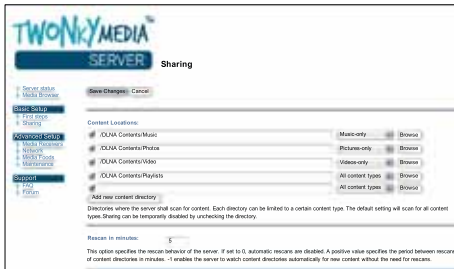 TWONKYMEDIA™
SERVER
Sharing
Server status
Media Browser
Save Changes Cancel
Basic Setup
First steps
Sharing
Content Locations:
/DLNA Contents/Music Music-only Browse
Advanced Setup
Media Receivers
Network
Media Feeds
Maintenance
/DLNA Contents/Photos Pictures-only Browse
/DLNA Contents/Video Videos-only Browse
/DLNA Contents/Playlists All content types Browse
All content types Browse
Support
FAQ
Forum
Add new content directory
Directories where the server shall scan for content. Each directory can be limited to a certain content type. The default setting will scan for all content
types. Sharing can be temporarily disabled by unchecking the directory.
Rescan in minutes: 5
This option specifies the rescan behavior of the server. If set to 0, automatic rescans are disabled. A positive value specifies the period between rescans
of content directories in minutes. -1 enables the server to watch content directories automatically for new content without the need for rescans.